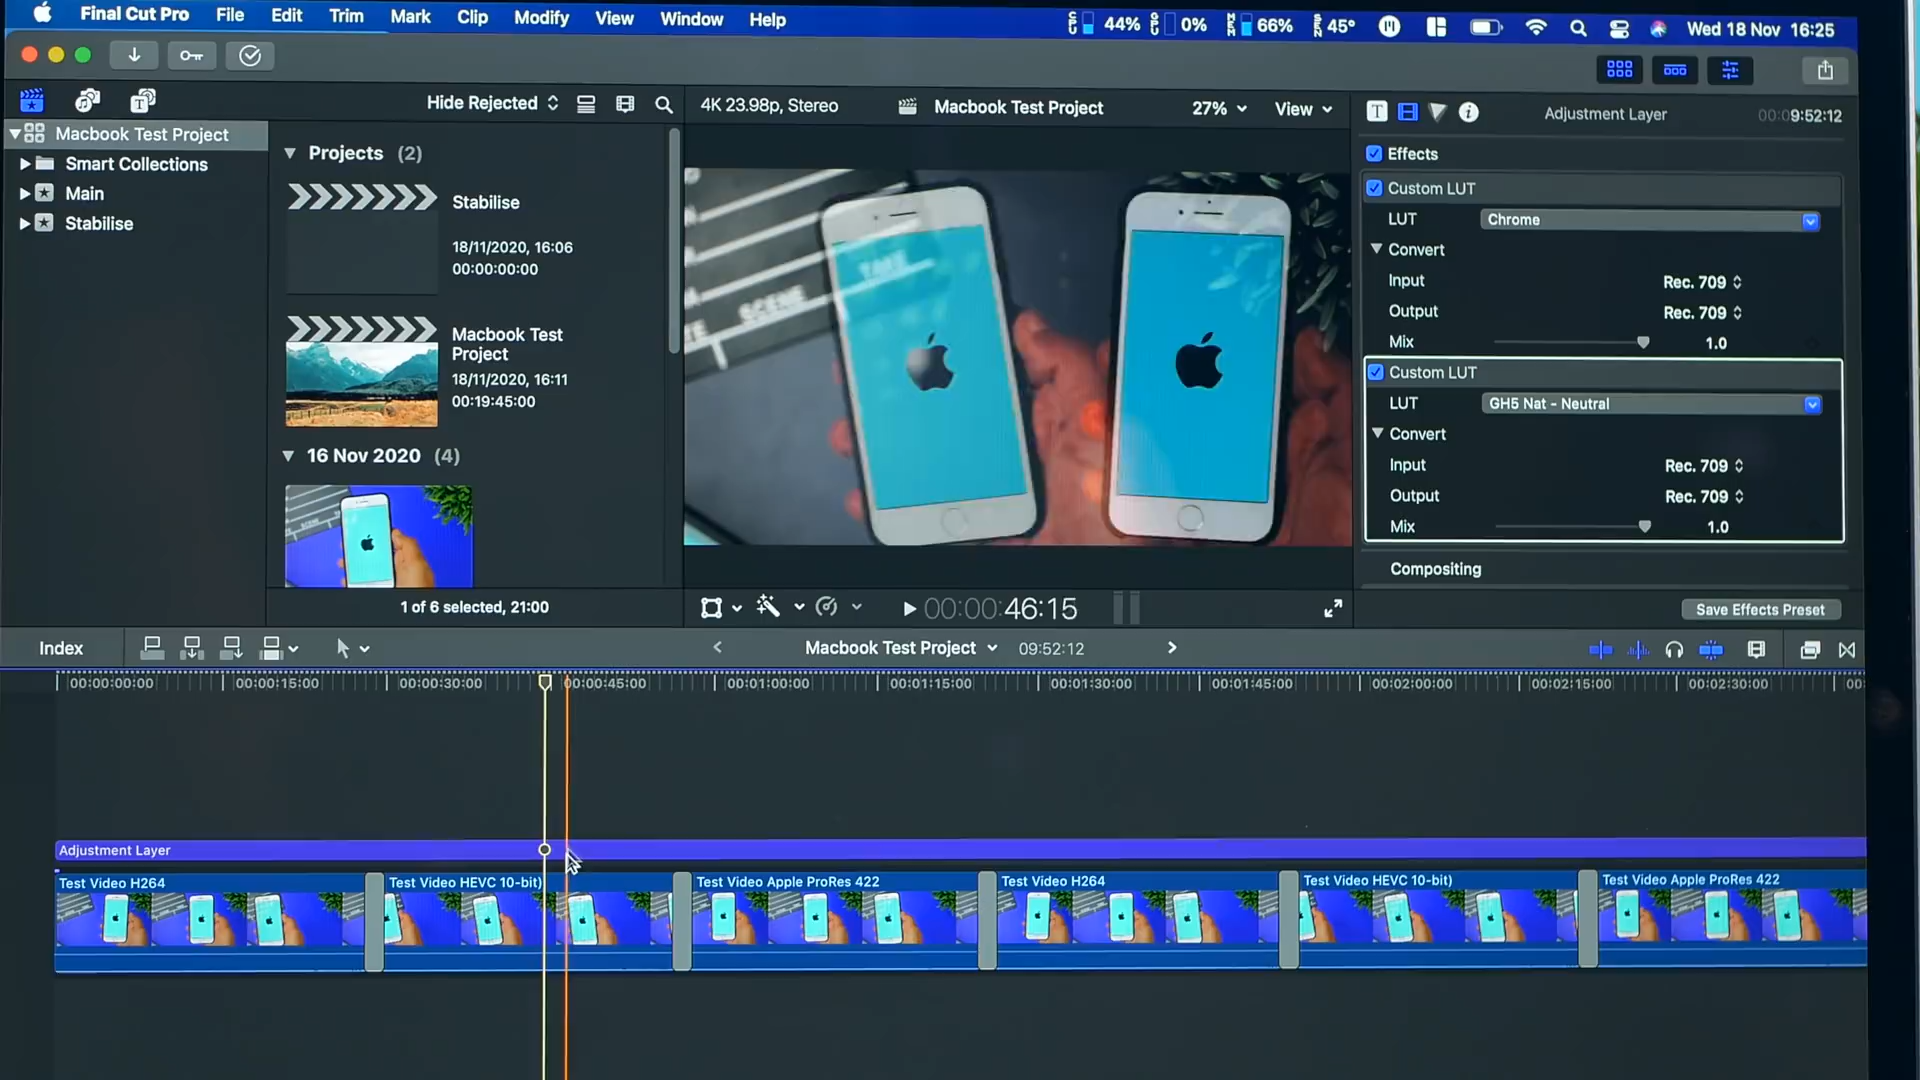 Final Cut Pro File Edit Trim Mark Clip Modify View Window Help
44% 0% MEM 66% SEN 45° Wed 18 Nov 16:25
Hide Rejected
4K 23.98p, Stereo
Macbook Test Project
27%
View
Adjustment Layer
00:09:52:12
Macbook Test Project
Smart Collections
Main
Stabilise
Projects (2)
Stabilise
18/11/2020, 16:06
00:00:00:00
Macbook Test
Project
18/11/2020, 16:11
00:19:45:00
16 Nov 2020 (4)
1 of 6 selected, 21:00
TAKE
SCENE
Effects
Custom LUT
LUT Chrome
Convert
Input Rec. 709
Output Rec. 709
Mix 1.0
Custom LUT
LUT GH5 Nat - Neutral
Convert
Input Rec. 709
Output Rec. 709
Mix 1.0
Compositing
Save Effects Preset
00:00:46:15
Index
Macbook Test Project 09:52:12
00:00:00:00 00:00:15:00 00:00:30:00 00:00:45:00 00:01:00:00 00:01:15:00 00:01:30:00 00:01:45:00 00:02:00:00 00:02:15:00 00:02:30:00
Adjustment Layer
Test Video H264 Test Video HEVC 10-bit) Test Video Apple ProRes 422 Test Video H264 Test Video HEVC 10-bit) Test Video Apple ProRes 422